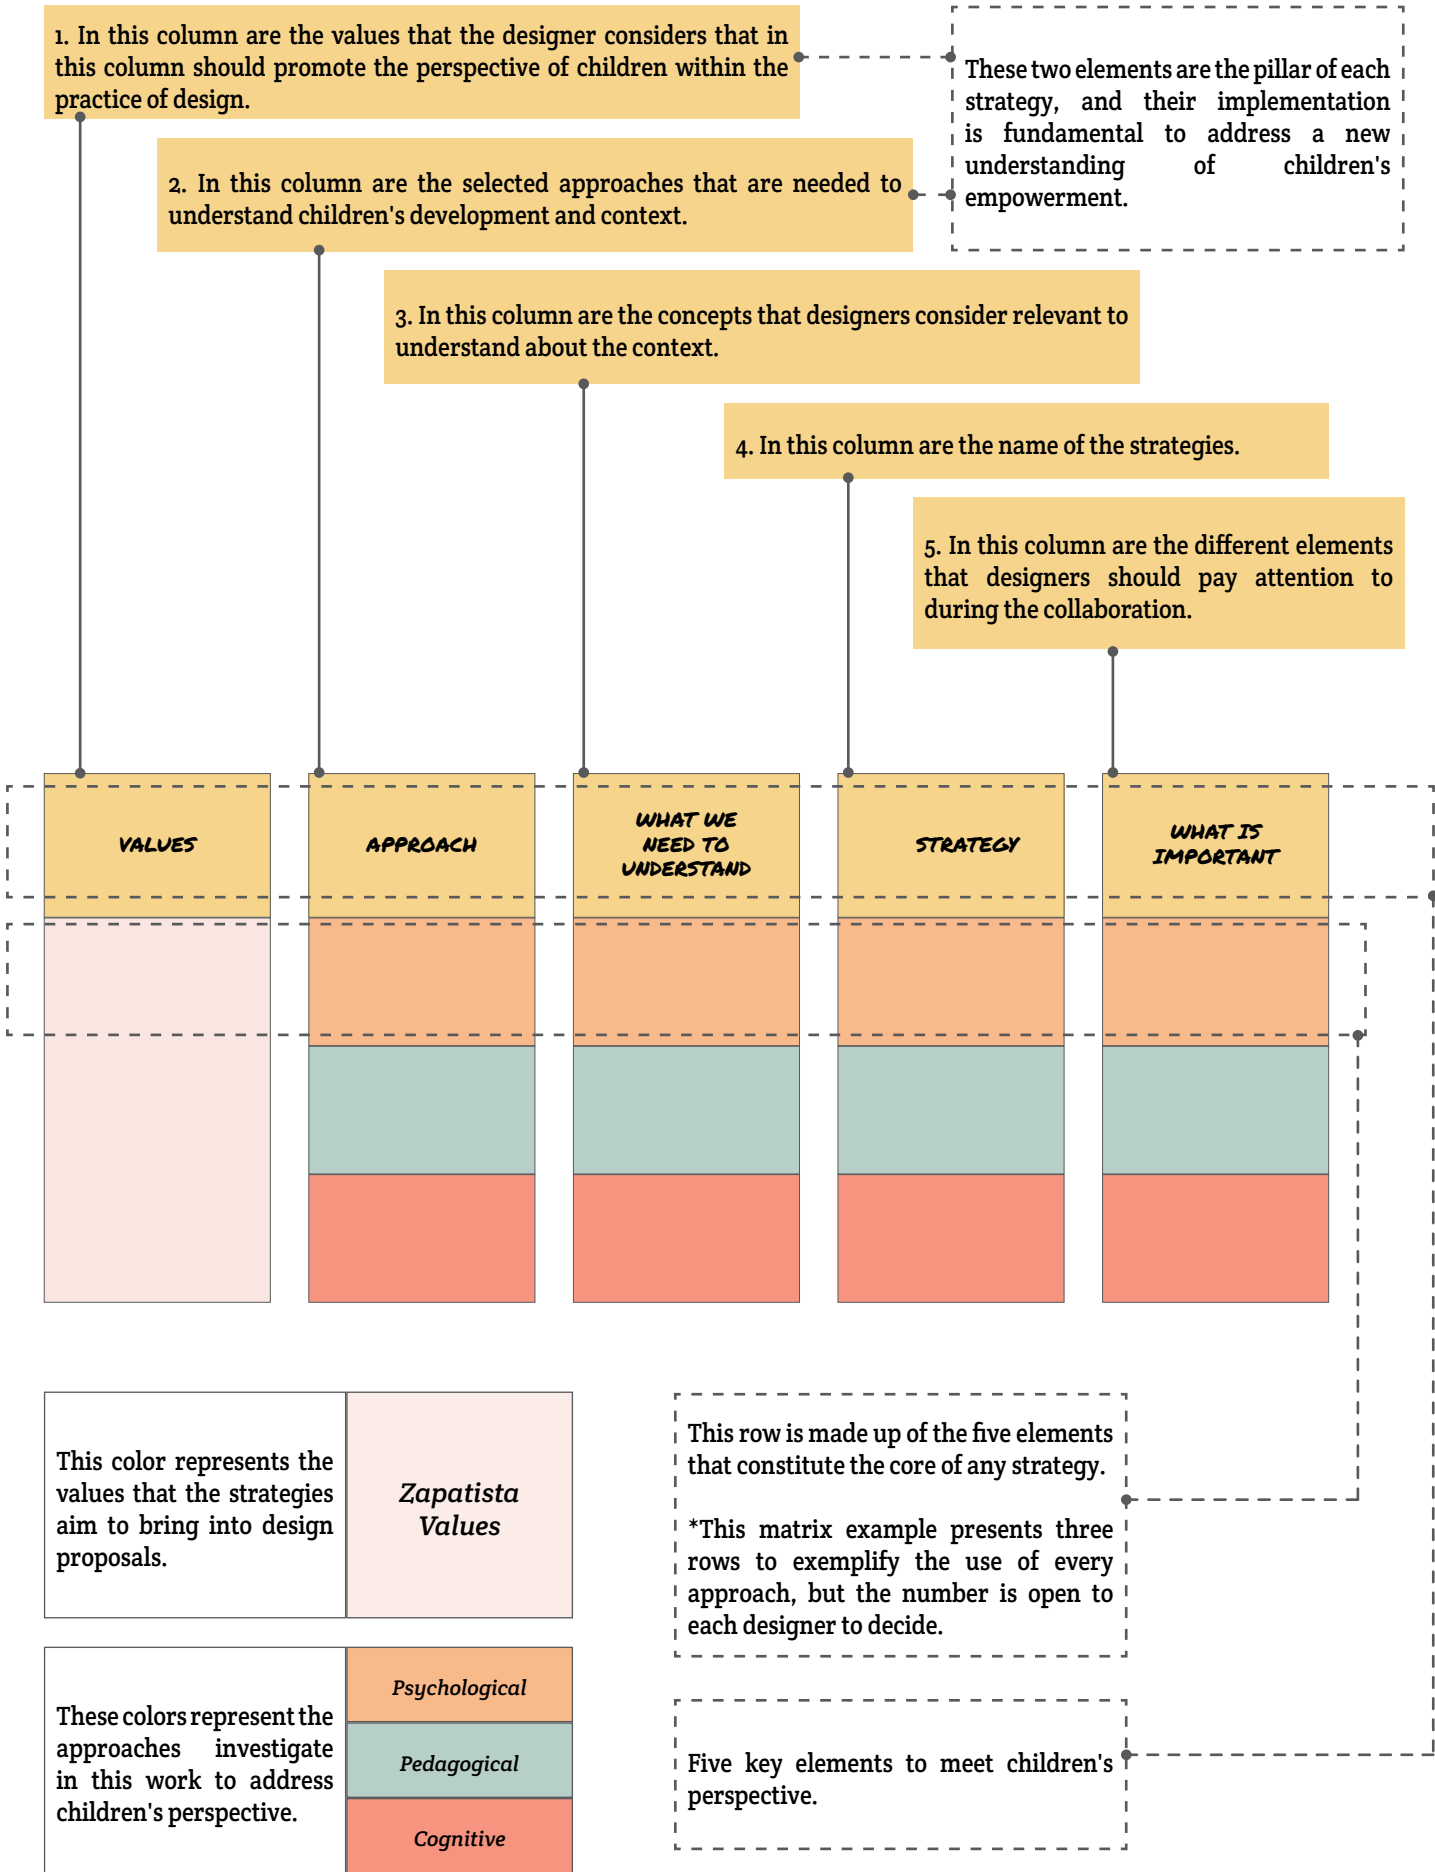 1. In this column are the values that the designer considers that in
this column should promote the perspective of children within the
practice of design.
These two elements are the pillar of each
strategy, and their implementation
is fundamental to address a new
understanding of children's
empowerment.
2. In this column are the selected approaches that are needed to
understand children's development and context.
3. In this column are the concepts that designers consider relevant to
understand about the context.
4. In this column are the name of the strategies.
5. In this column are the different elements
that designers should pay attention to
during the collaboration.
VALUES
APPROACH
WHAT WE
NEED TO
UNDERSTAND
STRATEGY
WHAT IS
IMPORTANT
This color represents the
values that the strategies
aim to bring into design
proposals.
Zapatista
Values
This row is made up of the five elements
that constitute the core of any strategy.
*This matrix example presents three
rows to exemplify the use of every
approach, but the number is open to
each designer to decide.
These colors represent the
approaches investigate
in this work to address
children's perspective.
Psychological
Pedagogical
Cognitive
Five key elements to meet children's
perspective.